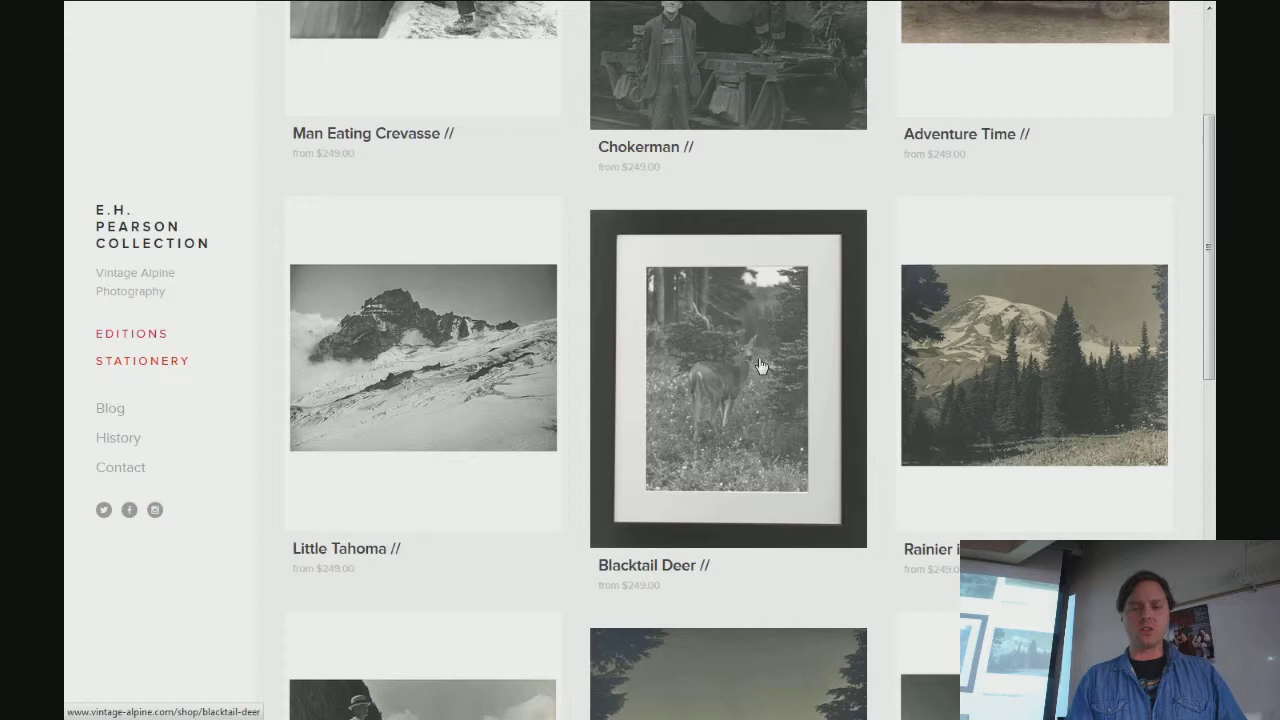 Man Eating Crevasse //
from $249.00
Chokerman //
from $249.00
Adventure Time //
from $249.00
E.H.
PEARSON
COLLECTION
Vintage Alpine
Photography
EDITIONS
STATIONERY
Blog
History
Contact
Little Tahoma //
from $249.00
Blacktail Deer //
from $249.00
Rainier
from $249.0
www.vintage-alpine.com/shop/blacktail-deer